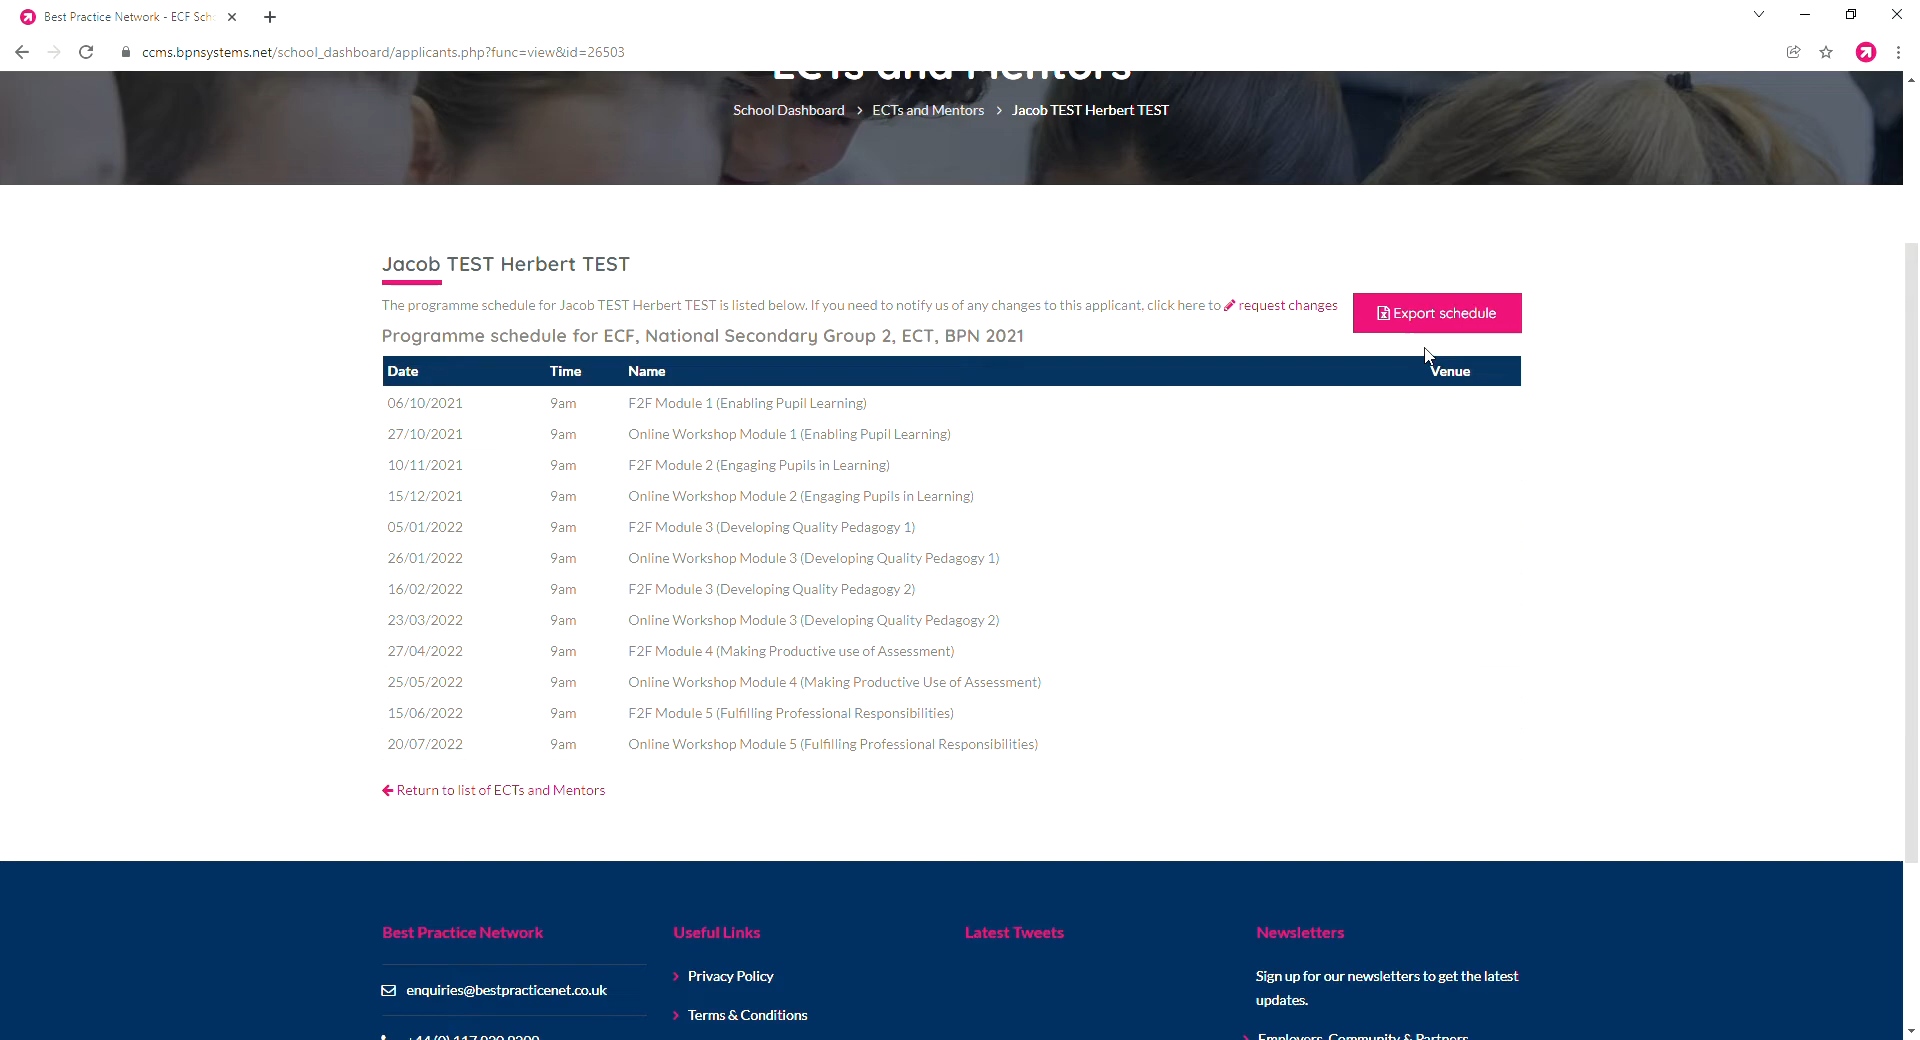 Best Practice Network - ECF Sch
ccms.bpnsystems.net/school_dashboard/applicants.php?func=view&id=26503
ECTs and Mentors
School Dashboard > ECTs and Mentors > Jacob TEST Herbert TEST
Jacob TEST Herbert TEST
The programme schedule for Jacob TEST Herbert TEST is listed below. If you need to notify us of any changes to this applicant, click here to request changes
Export schedule
Programme schedule for ECF, National Secondary Group 2, ECT, BPN 2021
Date Time Name Venue
06/10/2021 9am F2F Module 1 (Enabling Pupil Learning)
27/10/2021 9am Online Workshop Module 1 (Enabling Pupil Learning)
10/11/2021 9am F2F Module 2 (Engaging Pupils in Learning)
15/12/2021 9am Online Workshop Module 2 (Engaging Pupils in Learning)
05/01/2022 9am F2F Module 3 (Developing Quality Pedagogy 1)
26/01/2022 9am Online Workshop Module 3 (Developing Quality Pedagogy 1)
16/02/2022 9am F2F Module 3 (Developing Quality Pedagogy 2)
23/03/2022 9am Online Workshop Module 3 (Developing Quality Pedagogy 2)
27/04/2022 9am F2F Module 4 (Making Productive use of Assessment)
25/05/2022 9am Online Workshop Module 4 (Making Productive Use of Assessment)
15/06/2022 9am F2F Module 5 (Fulfilling Professional Responsibilities)
20/07/2022 9am Online Workshop Module 5 (Fulfilling Professional Responsibilities)
Return to list of ECTs and Mentors
Best Practice Network
enquiries@bestpracticenet.co.uk
Useful Links
Privacy Policy
Terms & Conditions
Latest Tweets
Newsletters
Sign up for our newsletters to get the latest
updates.
Employers, Community & Partners